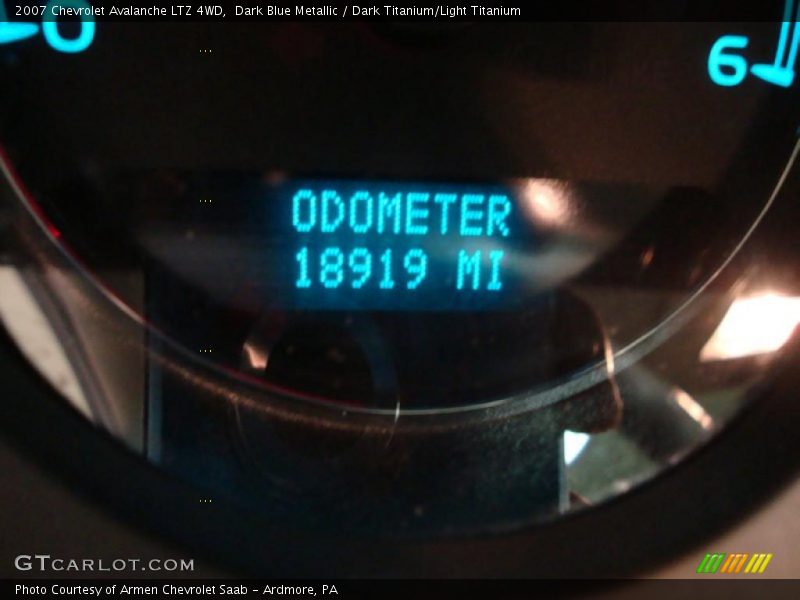 2007 Chevrolet Avalanche LTZ 4WD,  Dark Blue Metallic / Dark Titanium/Light Titanium
0
6
ODOMETER
18919 MI
GTCARLOT.COM
Photo Courtesy of Armen Chevrolet Saab - Ardmore, PA